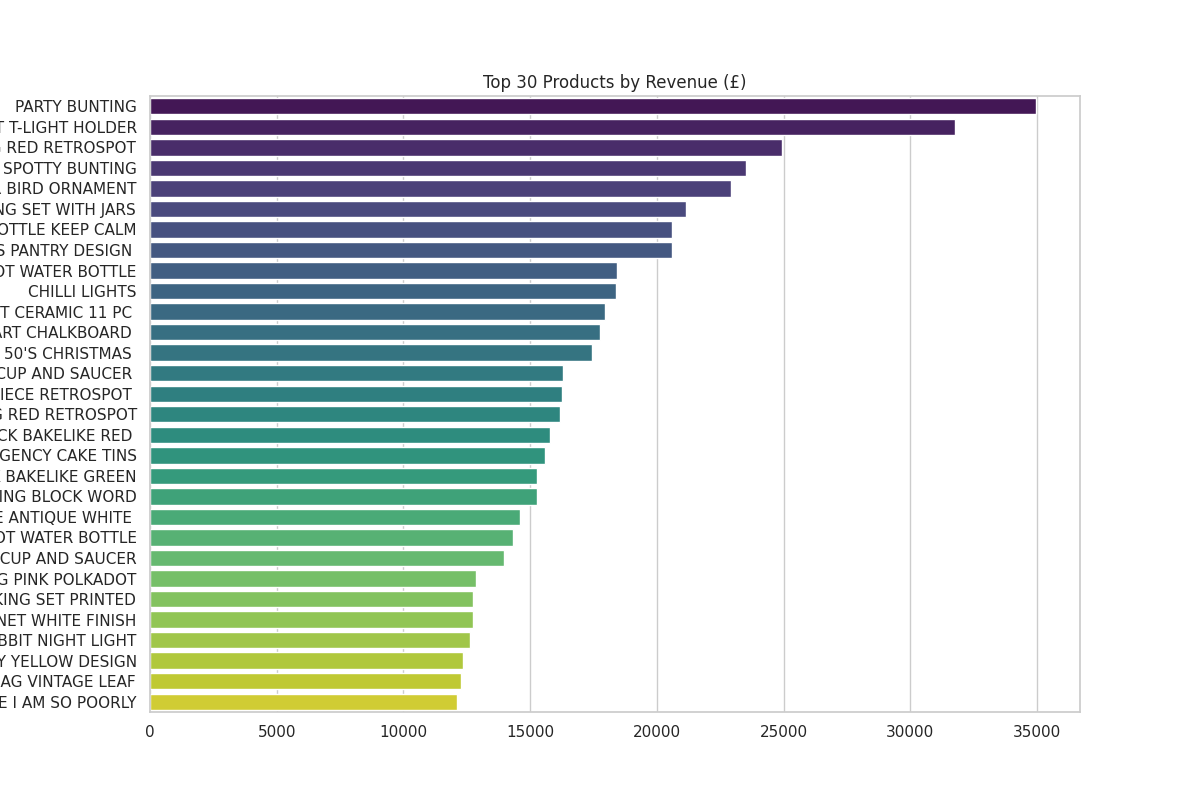 Top 30 Products by Revenue (£)
PARTY BUNTING
T-LIGHT HOLDER
RED RETROSPOT
SPOTTY BUNTING
BIRD ORNAMENT
NG SET WITH JARS
OTTLE KEEP CALM
S PANTRY DESIGN
OT WATER BOTTLE
CHILLI LIGHTS
T CERAMIC 11 PC
ART CHALKBOARD
50'S CHRISTMAS
CUP AND SAUCER
IECE RETROSPOT
G RED RETROSPOT
CK BAKELIKE RED
GENCY CAKE TINS
BAKELIKE GREEN
ING BLOCK WORD
E ANTIQUE WHITE
OT WATER BOTTLE
CUP AND SAUCER
G PINK POLKADOT
KING SET PRINTED
NET WHITE FINISH
BBIT NIGHT LIGHT
Y YELLOW DESIGN
AG VINTAGE LEAF
E I AM SO POORLY
0 5000 10000 15000 20000 25000 30000 35000